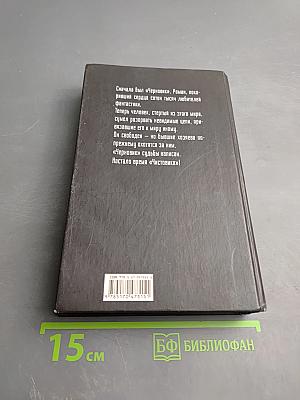 Сначала был «Черновик». Роман, поко-
ривший сердца сотен тысяч любителей
фантастики.
Теперь человек, стертый из этого мира,
сумел разорвать невидимые цепи, при-
вязавшие его к миру иному.
Он свободен — но бывшие хозяева по-
прежнему охотятся за ним.
«Черновик» судьбы написан.
Настало время «Чистовика»!
15 см
БФ БИБЛИОФАН